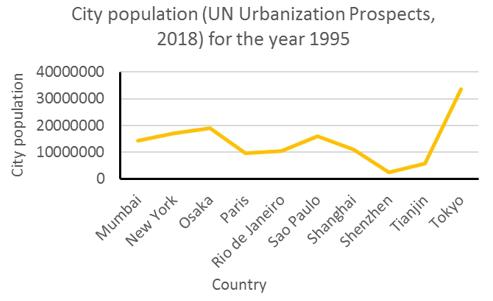 City population (UN Urbanization Prospects,
2018) for the year 1995
City population
40000000
30000000
20000000
10000000
0
Mumbai
New York
Osaka
Paris
Rio de Janeiro
Sao Paulo
Shanghai
Shenzhen
Tianjin
Tokyo
Country